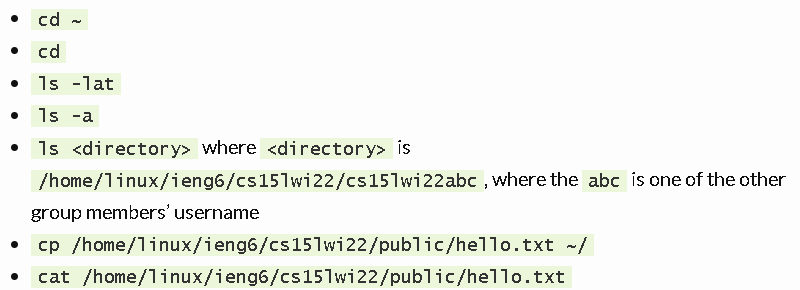 • cd ~
• cd
• ls -lat
• ls -a
• ls <directory> where <directory> is
/home/linux/ieng6/cs15lwi22/cs15lwi22abc, where the abc is one of the other
group members’ username
• cp /home/linux/ieng6/cs15lwi22/public/hello.txt ~/
• cat /home/linux/ieng6/cs15lwi22/public/hello.txt